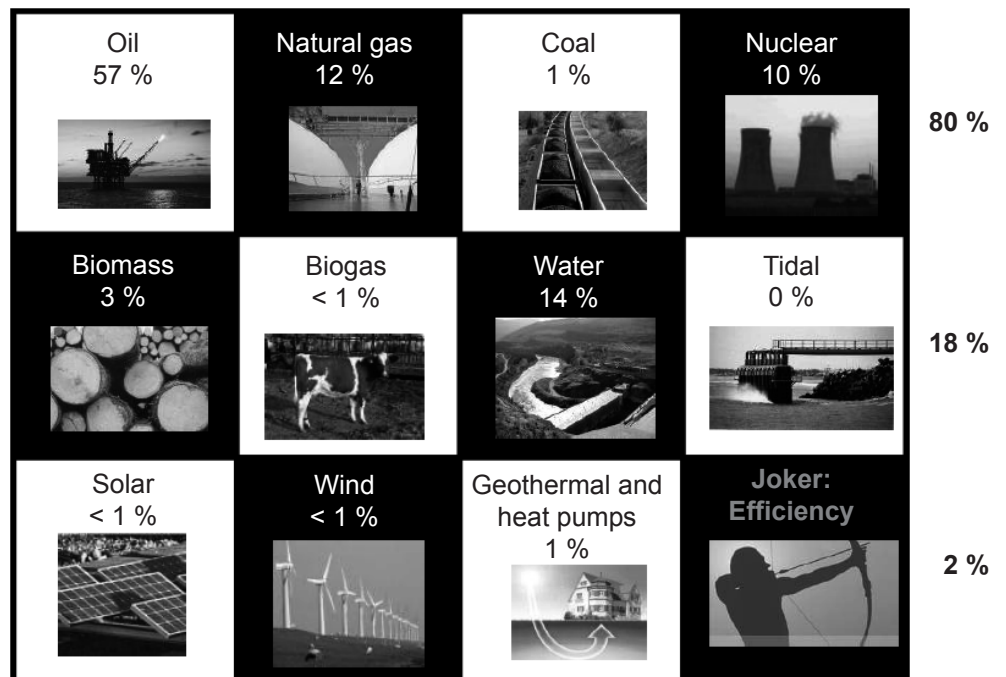 Oil
57 %
Natural gas
12 %
Coal
1 %
Nuclear
10 %
80 %
Biomass
3 %
Biogas
< 1 %
Water
14 %
Tidal
0 %
18 %
Solar
< 1 %
Wind
< 1 %
Geothermal and
heat pumps
1 %
Joker:
Efficiency
2 %